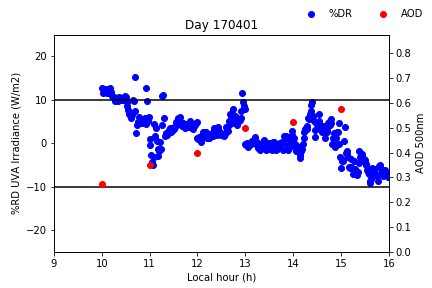 %DR AOD
Day 170401
%RD UVA Irradiance (W/m2)
20
10
0
−10
−20
0.8
0.7
0.6
0.5
0.4
0.3
0.2
0.1
0.0
AOD 500nm
9 10 11 12 13 14 15 16
Local hour (h)